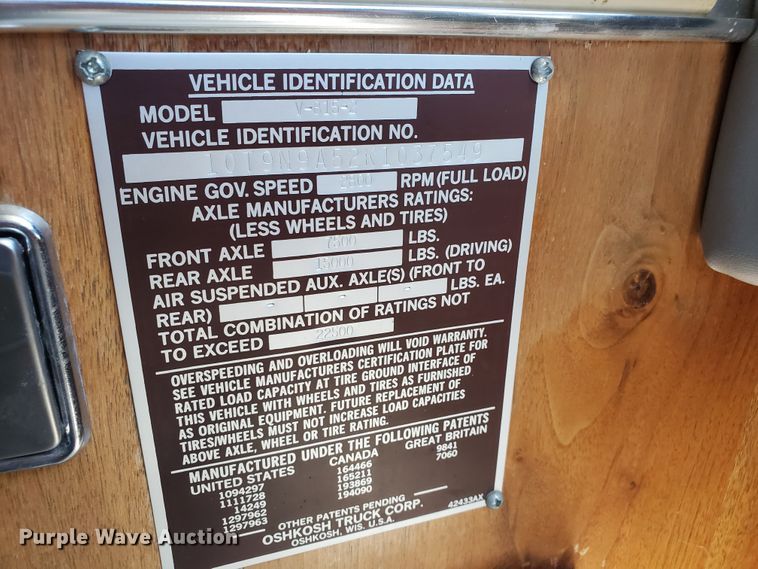 VEHICLE IDENTIFICATION DATA
MODEL
VEHICLE IDENTIFICATION NO.
10T9N9A52K1037549
ENGINE GOV. SPEED 2800 RPM (FULL LOAD)
AXLE MANUFACTURERS RATINGS:
(LESS WHEELS AND TIRES)
FRONT AXLE 7500 LBS.
REAR AXLE 15000 LBS. (DRIVING)
AIR SUSPENDED AUX. AXLE(S) (FRONT TO
REAR) - - - LBS. EA.
TOTAL COMBINATION OF RATINGS NOT
TO EXCEED 22500
OVERSPEEDING AND OVERLOADING WILL VOID WARRANTY.
SEE VEHICLE MANUFACTURERS CERTIFICATION PLATE FOR
RATED LOAD CAPACITY AT TIRE GROUND INTERFACE OF
THIS VEHICLE WITH WHEELS AND TIRES AS FURNISHED
AS ORIGINAL EQUIPMENT. FUTURE REPLACEMENT OF
TIRES/WHEELS MUST NOT INCREASE LOAD CAPACITIES
ABOVE AXLE, WHEEL OR TIRE RATING.
MANUFACTURED UNDER THE FOLLOWING PATENTS
UNITED STATES CANADA GREAT BRITAIN
1094297 164466 9841
1111728 165211 7060
14249 193869
1297962 194090
1297963
OTHER PATENTS PENDING 42433AX
OSHKOSH TRUCK CORP.
OSHKOSH, WIS. U.S.A.
Purple Wave Auction